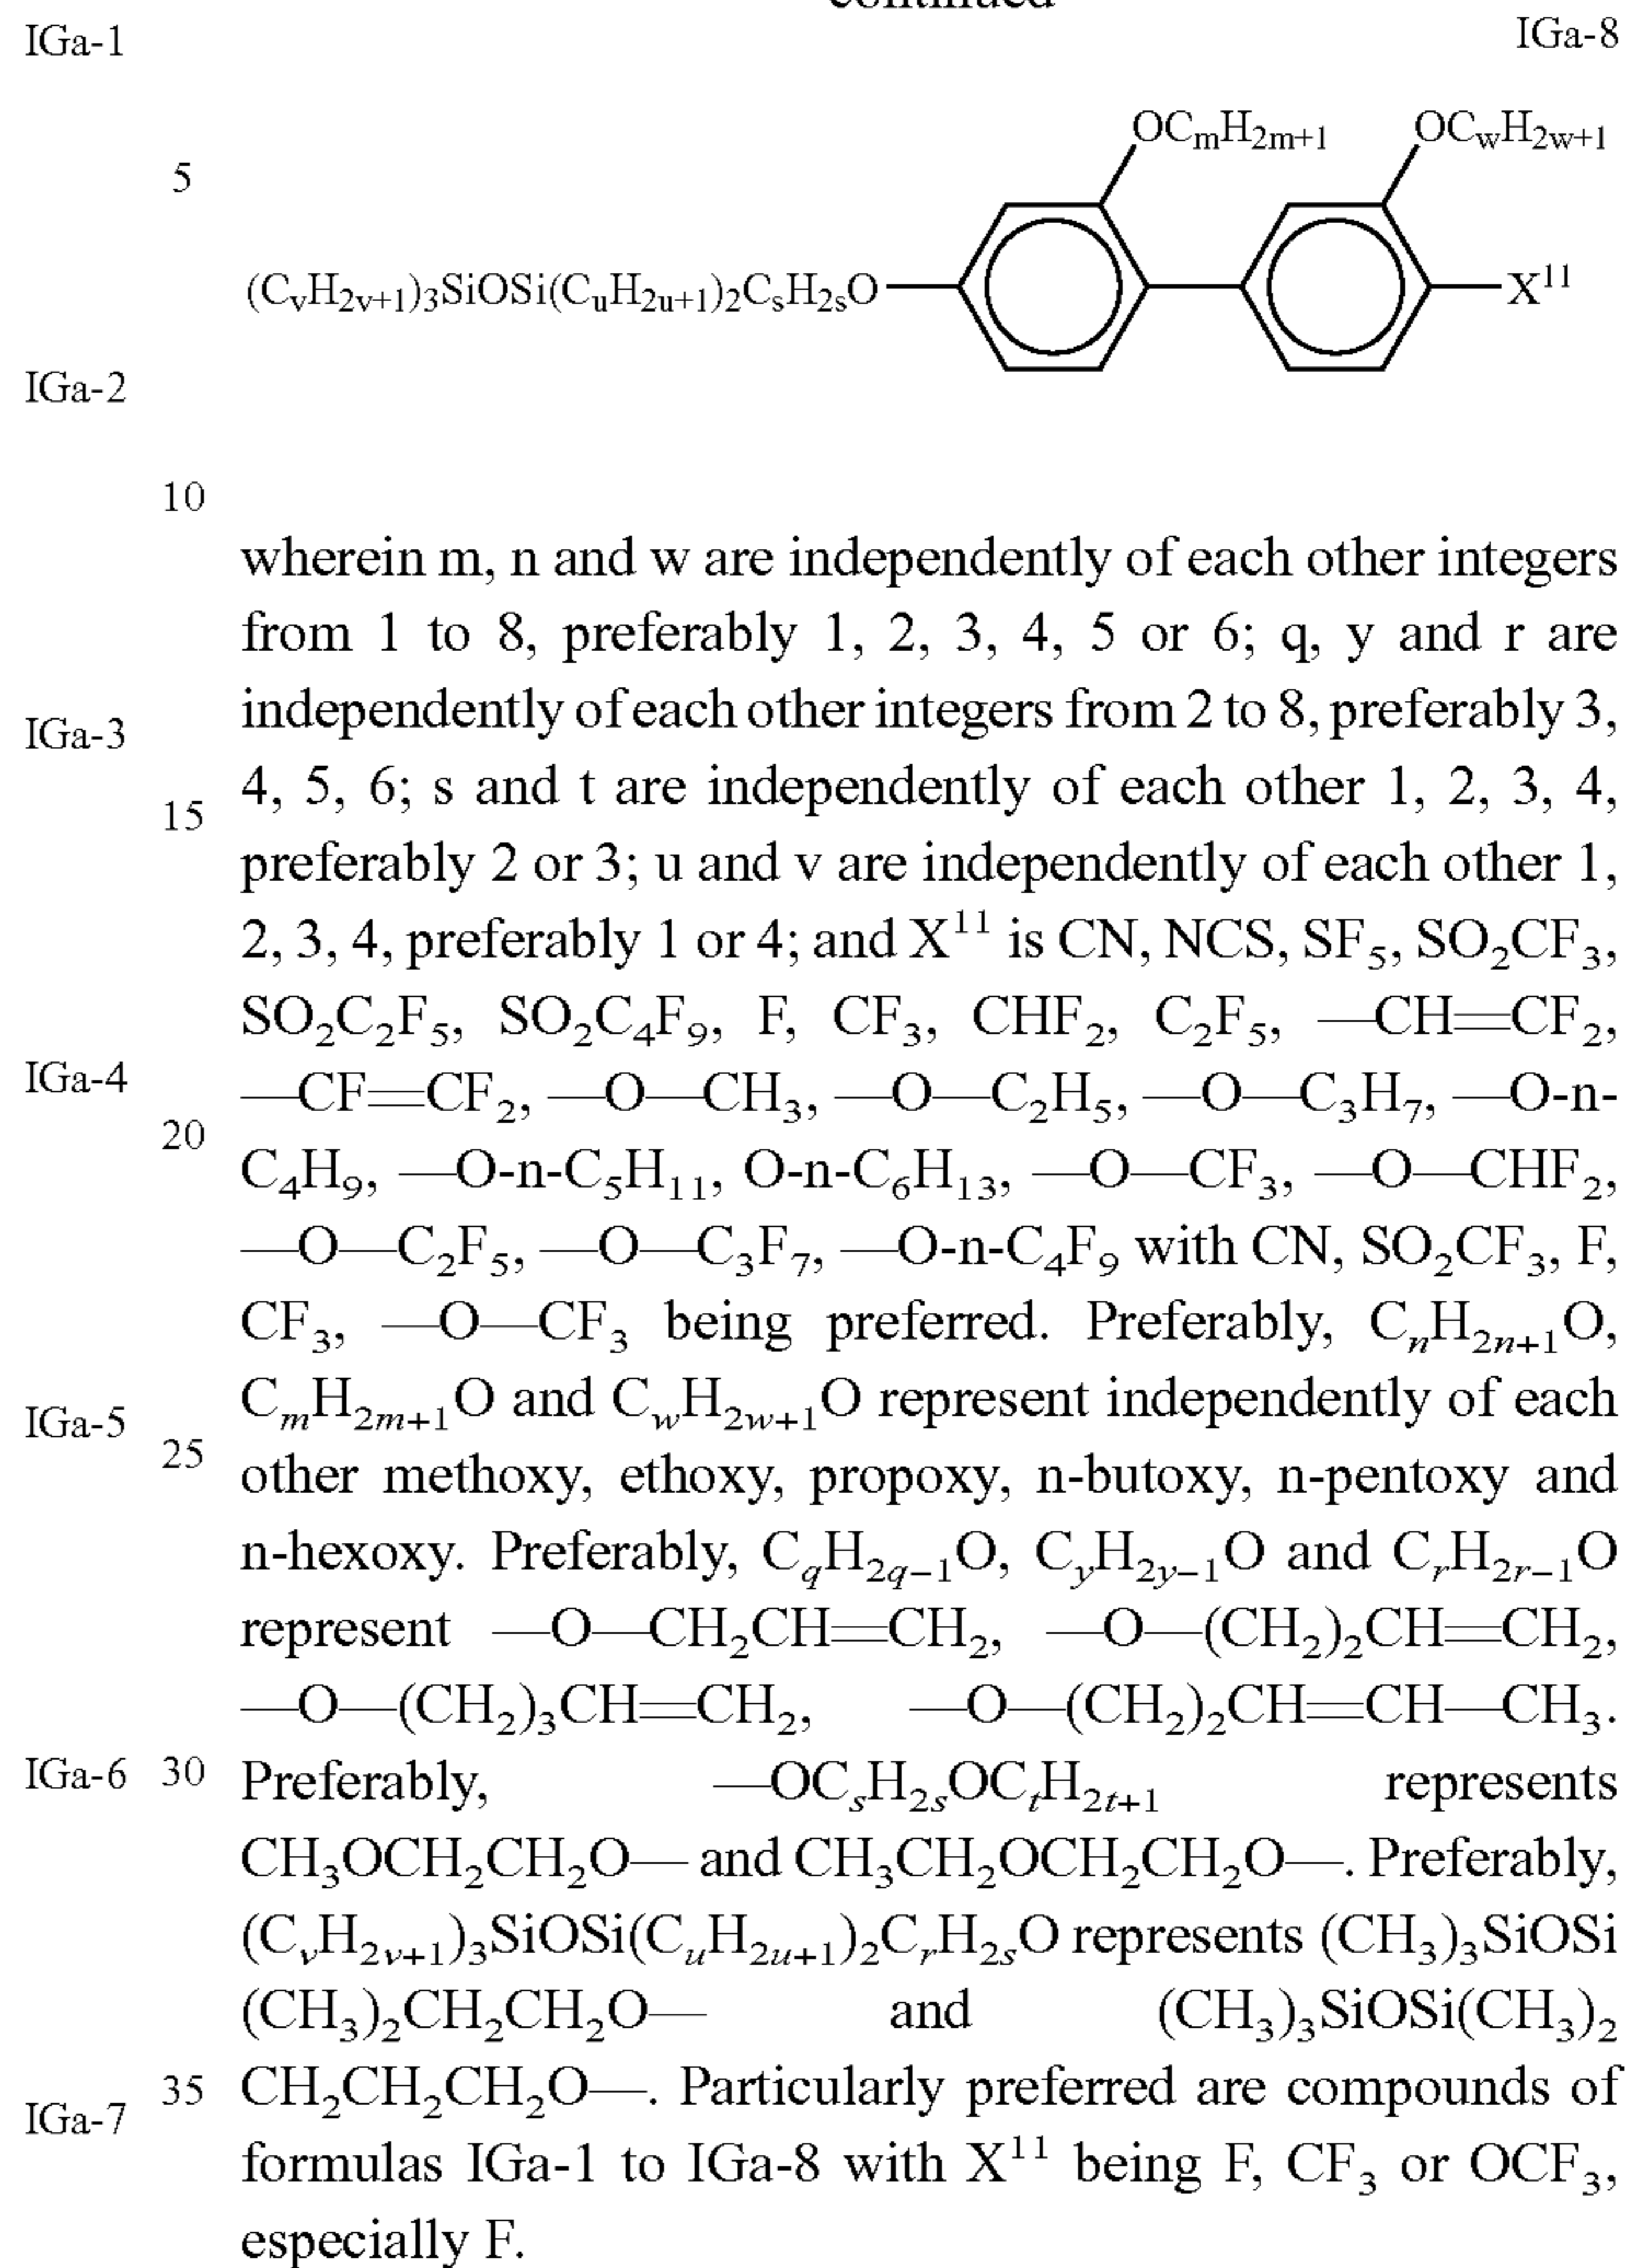 continued
IGa-1
IGa-8
OCₘH₂ₘ₊₁
OC_wH_{2w+1}
5
(CᵥH₂ᵥ₊₁)₃SiOSi(CᵤH₂ᵤ₊₁)₂CₛH₂ₛO
X¹¹
IGa-2
10
wherein m, n and w are independently of each other integers
from 1 to 8, preferably 1, 2, 3, 4, 5 or 6; q, y and r are
IGa-3
independently of each other integers from 2 to 8, preferably 3,
15
4, 5, 6; s and t are independently of each other 1, 2, 3, 4,
preferably 2 or 3; u and v are independently of each other 1,
2, 3, 4, preferably 1 or 4; and X¹¹ is CN, NCS, SF₅, SO₂CF₃,
SO₂C₂F₅, SO₂C₄F₉, F, CF₃, CHF₂, C₂F₅, —CH=CF₂,
IGa-4
—CF=CF₂, —O—CH₃, —O—C₂H₅, —O—C₃H₇, —O-n-
20
C₄H₉, —O-n-C₅H₁₁, O-n-C₆H₁₃, —O—CF₃, —O—CHF₂,
—O—C₂F₅, —O—C₃F₇, —O-n-C₄F₉ with CN, SO₂CF₃, F,
CF₃, —O—CF₃ being preferred. Preferably, CₙH₂ₙ₊₁O,
IGa-5
CₘH₂ₘ₊₁O and C_wH_{2w+1}O represent independently of each
25
other methoxy, ethoxy, propoxy, n-butoxy, n-pentoxy and
n-hexoxy. Preferably, C_qH_{2q−1}O, C_yH_{2y−1}O and CᵣH₂ᵣ₋₁O
represent —O—CH₂CH=CH₂, —O—(CH₂)₂CH=CH₂,
—O—(CH₂)₃CH=CH₂, —O—(CH₂)₂CH=CH—CH₃.
IGa-6
30
Preferably, —OCₛH₂ₛOCₜH₂ₜ₊₁ represents
CH₃OCH₂CH₂O— and CH₃CH₂OCH₂CH₂O—. Preferably,
(CᵥH₂ᵥ₊₁)₃SiOSi(CᵤH₂ᵤ₊₁)₂CᵣH₂ₛO represents (CH₃)₃SiOSi
(CH₃)₂CH₂CH₂O— and (CH₃)₃SiOSi(CH₃)₂
35
CH₂CH₂CH₂O—. Particularly preferred are compounds of
IGa-7
formulas IGa-1 to IGa-8 with X¹¹ being F, CF₃ or OCF₃,
especially F.